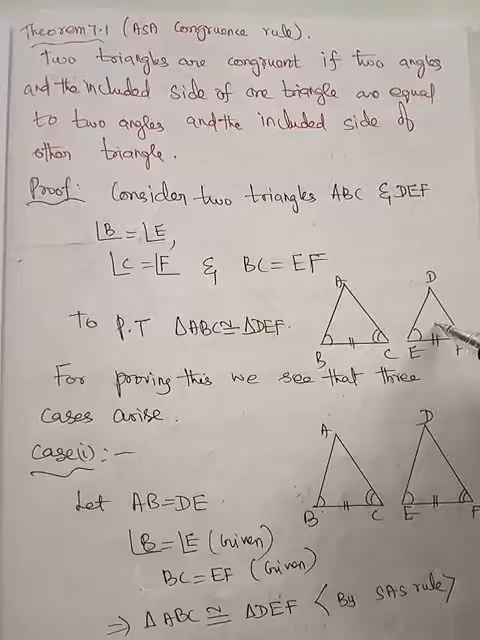 Theorem 7.1 (ASA Congruence rule).
Two triangles are congruent if two angles
and the included side of one triangle are equal
to two angles and the included side of
other triangle.
Proof: Consider two triangles ABC & DEF
∠B = ∠E,
∠C = ∠F & BC = EF
To P.T ΔABC ≅ ΔDEF.
A D
B C E F
For proving this we see that three
cases arise.
Case(i):-
A D
B C E F
Let AB = DE
∠B = ∠E (Given)
BC = EF (Given)
⇒ ΔABC ≅ ΔDEF < By SAS rule >